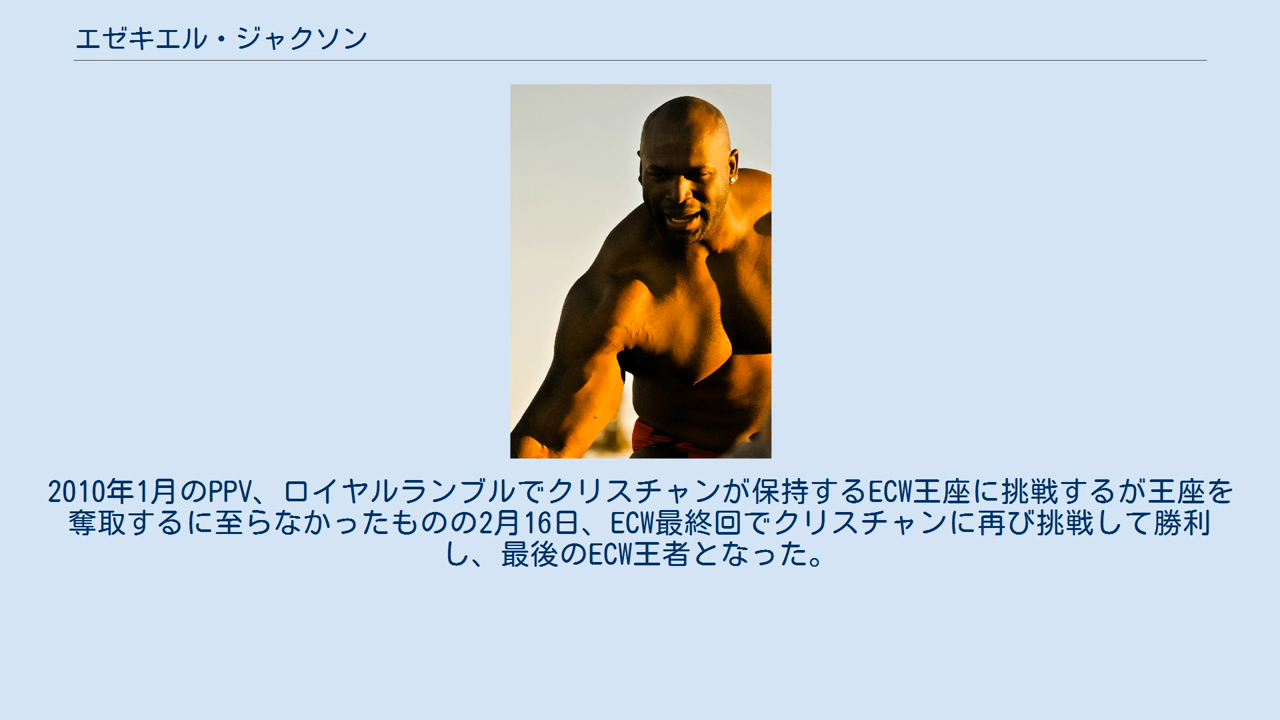 エゼキエル・ジャクソン
2010年1月のPPV、ロイヤルランブルでクリスチャンが保持するECW王座に挑戦するが王座を
奪取するに至らなかったものの2月16日、ECW最終回でクリスチャンに再び挑戦して勝利
し、最後のECW王者となった。